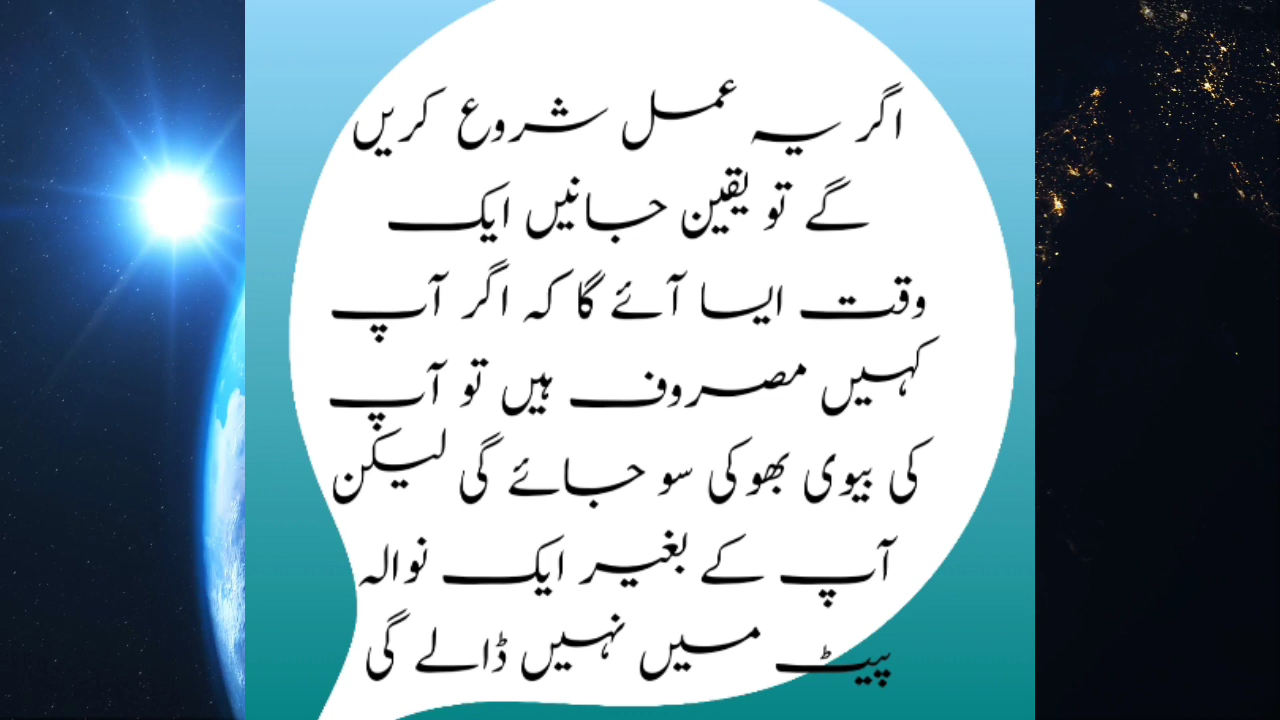 اگر یہ عمل شروع کریں
گے تو یقین جانیں ایک
وقت ایسا آئے گا کہ اگر آپ
کہیں مصروف ہیں تو آپ
کی بیوی بھوکی سو جائے گی لیکن
آپ کے بغیر ایک نوالہ
پیٹ میں نہیں ڈالے گی